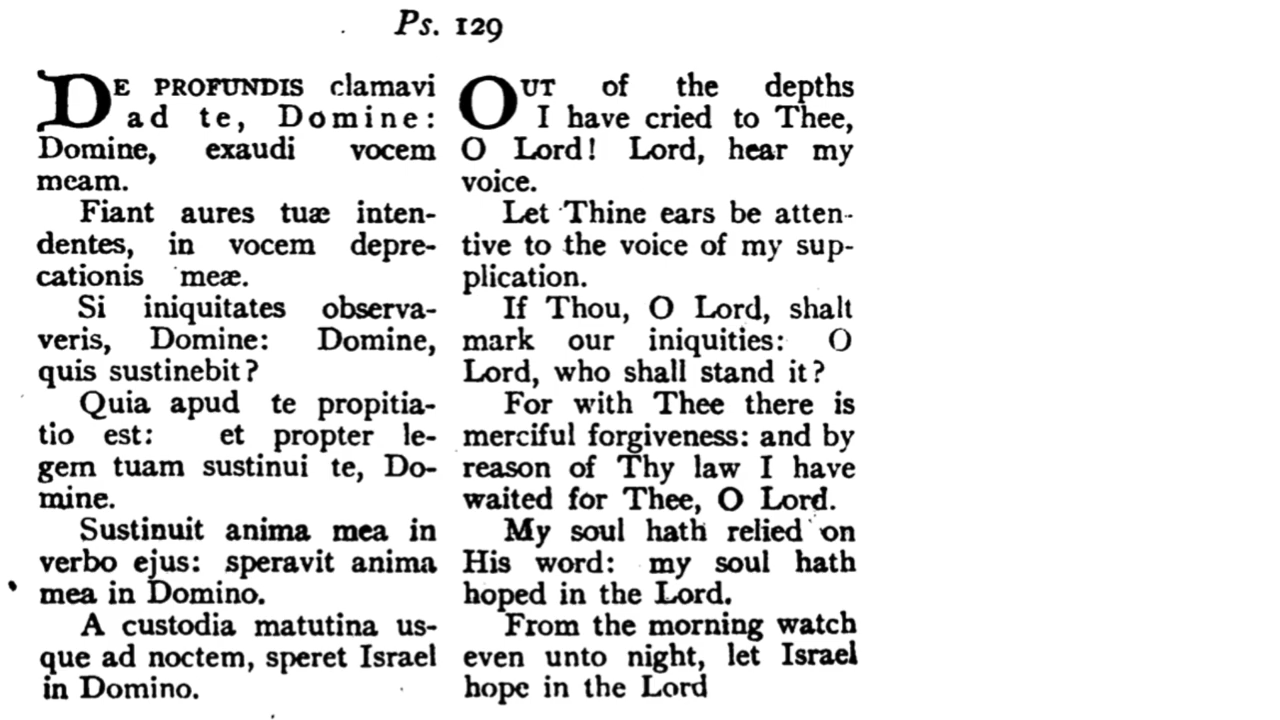 Ps. 129
DE PROFUNDIS clamavi
ad te, Domine:
Domine, exaudi vocem
meam.
Fiant aures tuæ inten-
dentes, in vocem depre-
cationis meæ.
Si iniquitates observa-
veris, Domine: Domine,
quis sustinebit?
Quia apud te propitia-
tio est: et propter le-
gem tuam sustinui te, Do-
mine.
Sustinuit anima mea in
verbo ejus: speravit anima
mea in Domino.
A custodia matutina us-
que ad noctem, speret Israel
in Domino.
OUT of the depths
I have cried to Thee,
O Lord! Lord, hear my
voice.
Let Thine ears be atten-
tive to the voice of my sup-
plication.
If Thou, O Lord, shalt
mark our iniquities: O
Lord, who shall stand it?
For with Thee there is
merciful forgiveness: and by
reason of Thy law I have
waited for Thee, O Lord.
My soul hath relied on
His word: my soul hath
hoped in the Lord.
From the morning watch
even unto night, let Israel
hope in the Lord